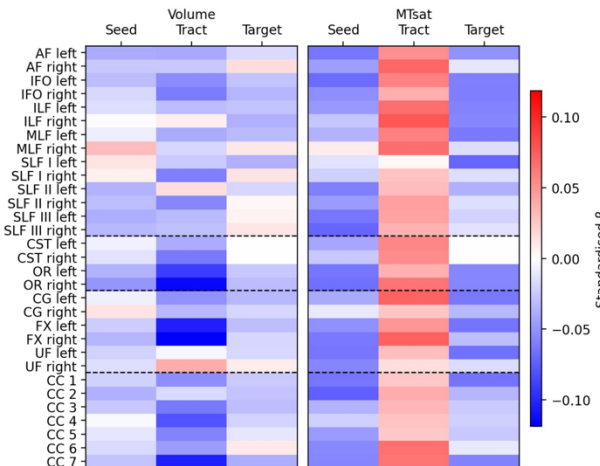 Volume MTsat
Seed Tract Target Seed Tract Target
AF left
AF right
IFO left
IFO right
ILF left
ILF right
MLF left
MLF right
SLF I left
SLF I right
SLF II left
SLF II right
SLF III left
SLF III right
CST left
CST right
OR left
OR right
CG left
CG right
FX left
FX right
UF left
UF right
CC 1
CC 2
CC 3
CC 4
CC 5
CC 6
CC 7
0.10
0.05
0.00
−0.05
−0.10
Standardised